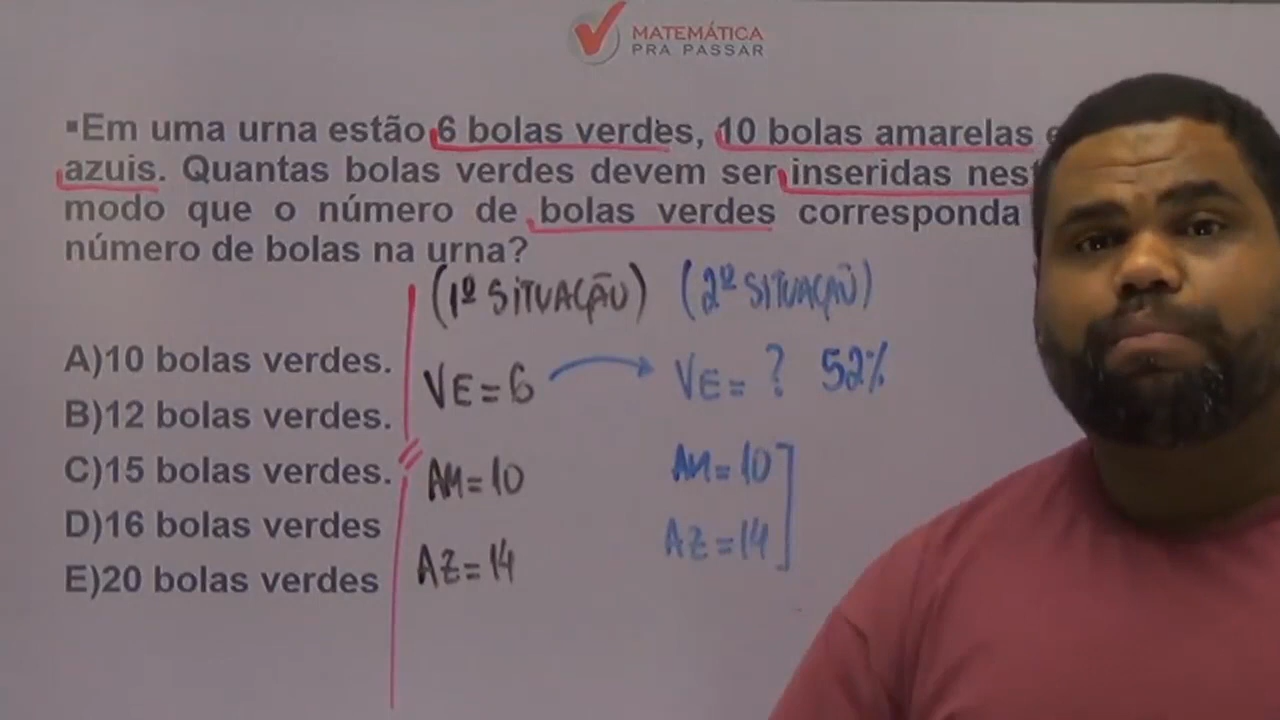 MATEMÁTICA
PRA PASSAR
▪Em uma urna estão 6 bolas verdes, 10 bolas amarelas e
azuis. Quantas bolas verdes devem ser inseridas nest
modo que o número de bolas verdes corresponda
número de bolas na urna?
(1ª SITUAÇÃO) (2ª SITUAÇÃO)
A)10 bolas verdes.
VE=6 VE=? 52%
B)12 bolas verdes.
C)15 bolas verdes.
AM=10 AM=10
D)16 bolas verdes
AZ=14 AZ=14
E)20 bolas verdes